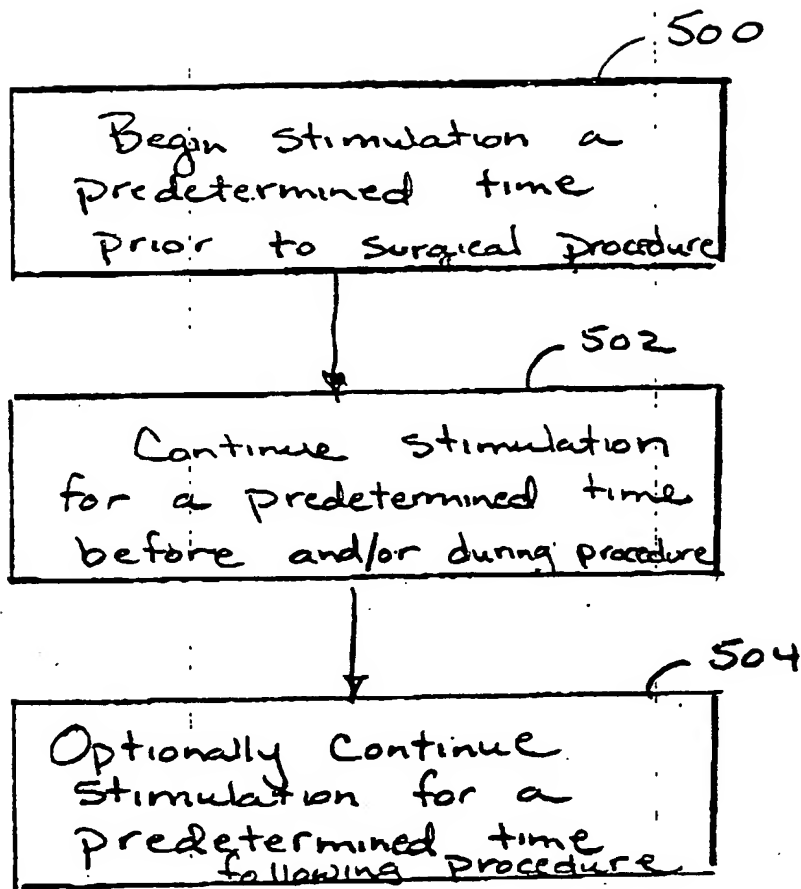 500
Begin stimulation a
predetermined time
prior to surgical procedure
502
Continue stimulation
for a predetermined time
before and/or during procedure
504
Optionally continue
stimulation for a
predetermined time
following procedure